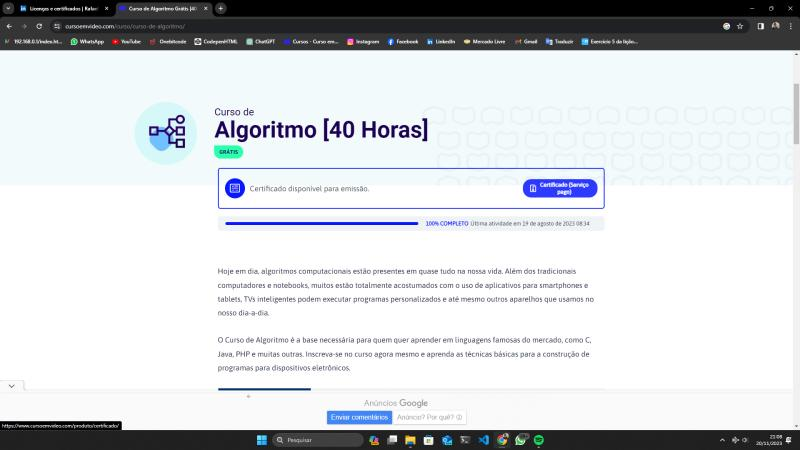 Licenças e certificados | Rafael
Curso de Algoritmo Grátis [40
cursoemvideo.com/curso/curso-de-algoritmo/
192.168.0.1/index.ht...
WhatsApp
YouTube
Onebitcode
CodepenHTML
ChatGPT
Cursos - Curso em...
Instagram
Facebook
LinkedIn
Mercado Livre
Gmail
Traduzir
Exercício 5 da lição...
Curso de
Algoritmo [40 Horas]
GRÁTIS
Certificado disponível para emissão.
Certificado (Serviço
pago)
100% COMPLETO Última atividade em 19 de agosto de 2023 08:34
Hoje em dia, algoritmos computacionais estão presentes em quase tudo na nossa vida. Além dos tradicionais
computadores e notebooks, muitos estão totalmente acostumados com o uso de aplicativos para smartphones e
tablets, TVs inteligentes podem executar programas personalizados e até mesmo outros aparelhos que usamos no
nosso dia-a-dia.
O Curso de Algoritmo é a base necessária para quem quer aprender em linguagens famosas do mercado, como C,
Java, PHP e muitas outras. Inscreva-se no curso agora mesmo e aprenda as técnicas básicas para a construção de
programas para dispositivos eletrônicos.
Anúncios Google
Enviar comentários
Anúncio? Por quê?
https://www.cursoemvideo.com/produto/certificado/
Pesquisar
21:08
20/11/2023